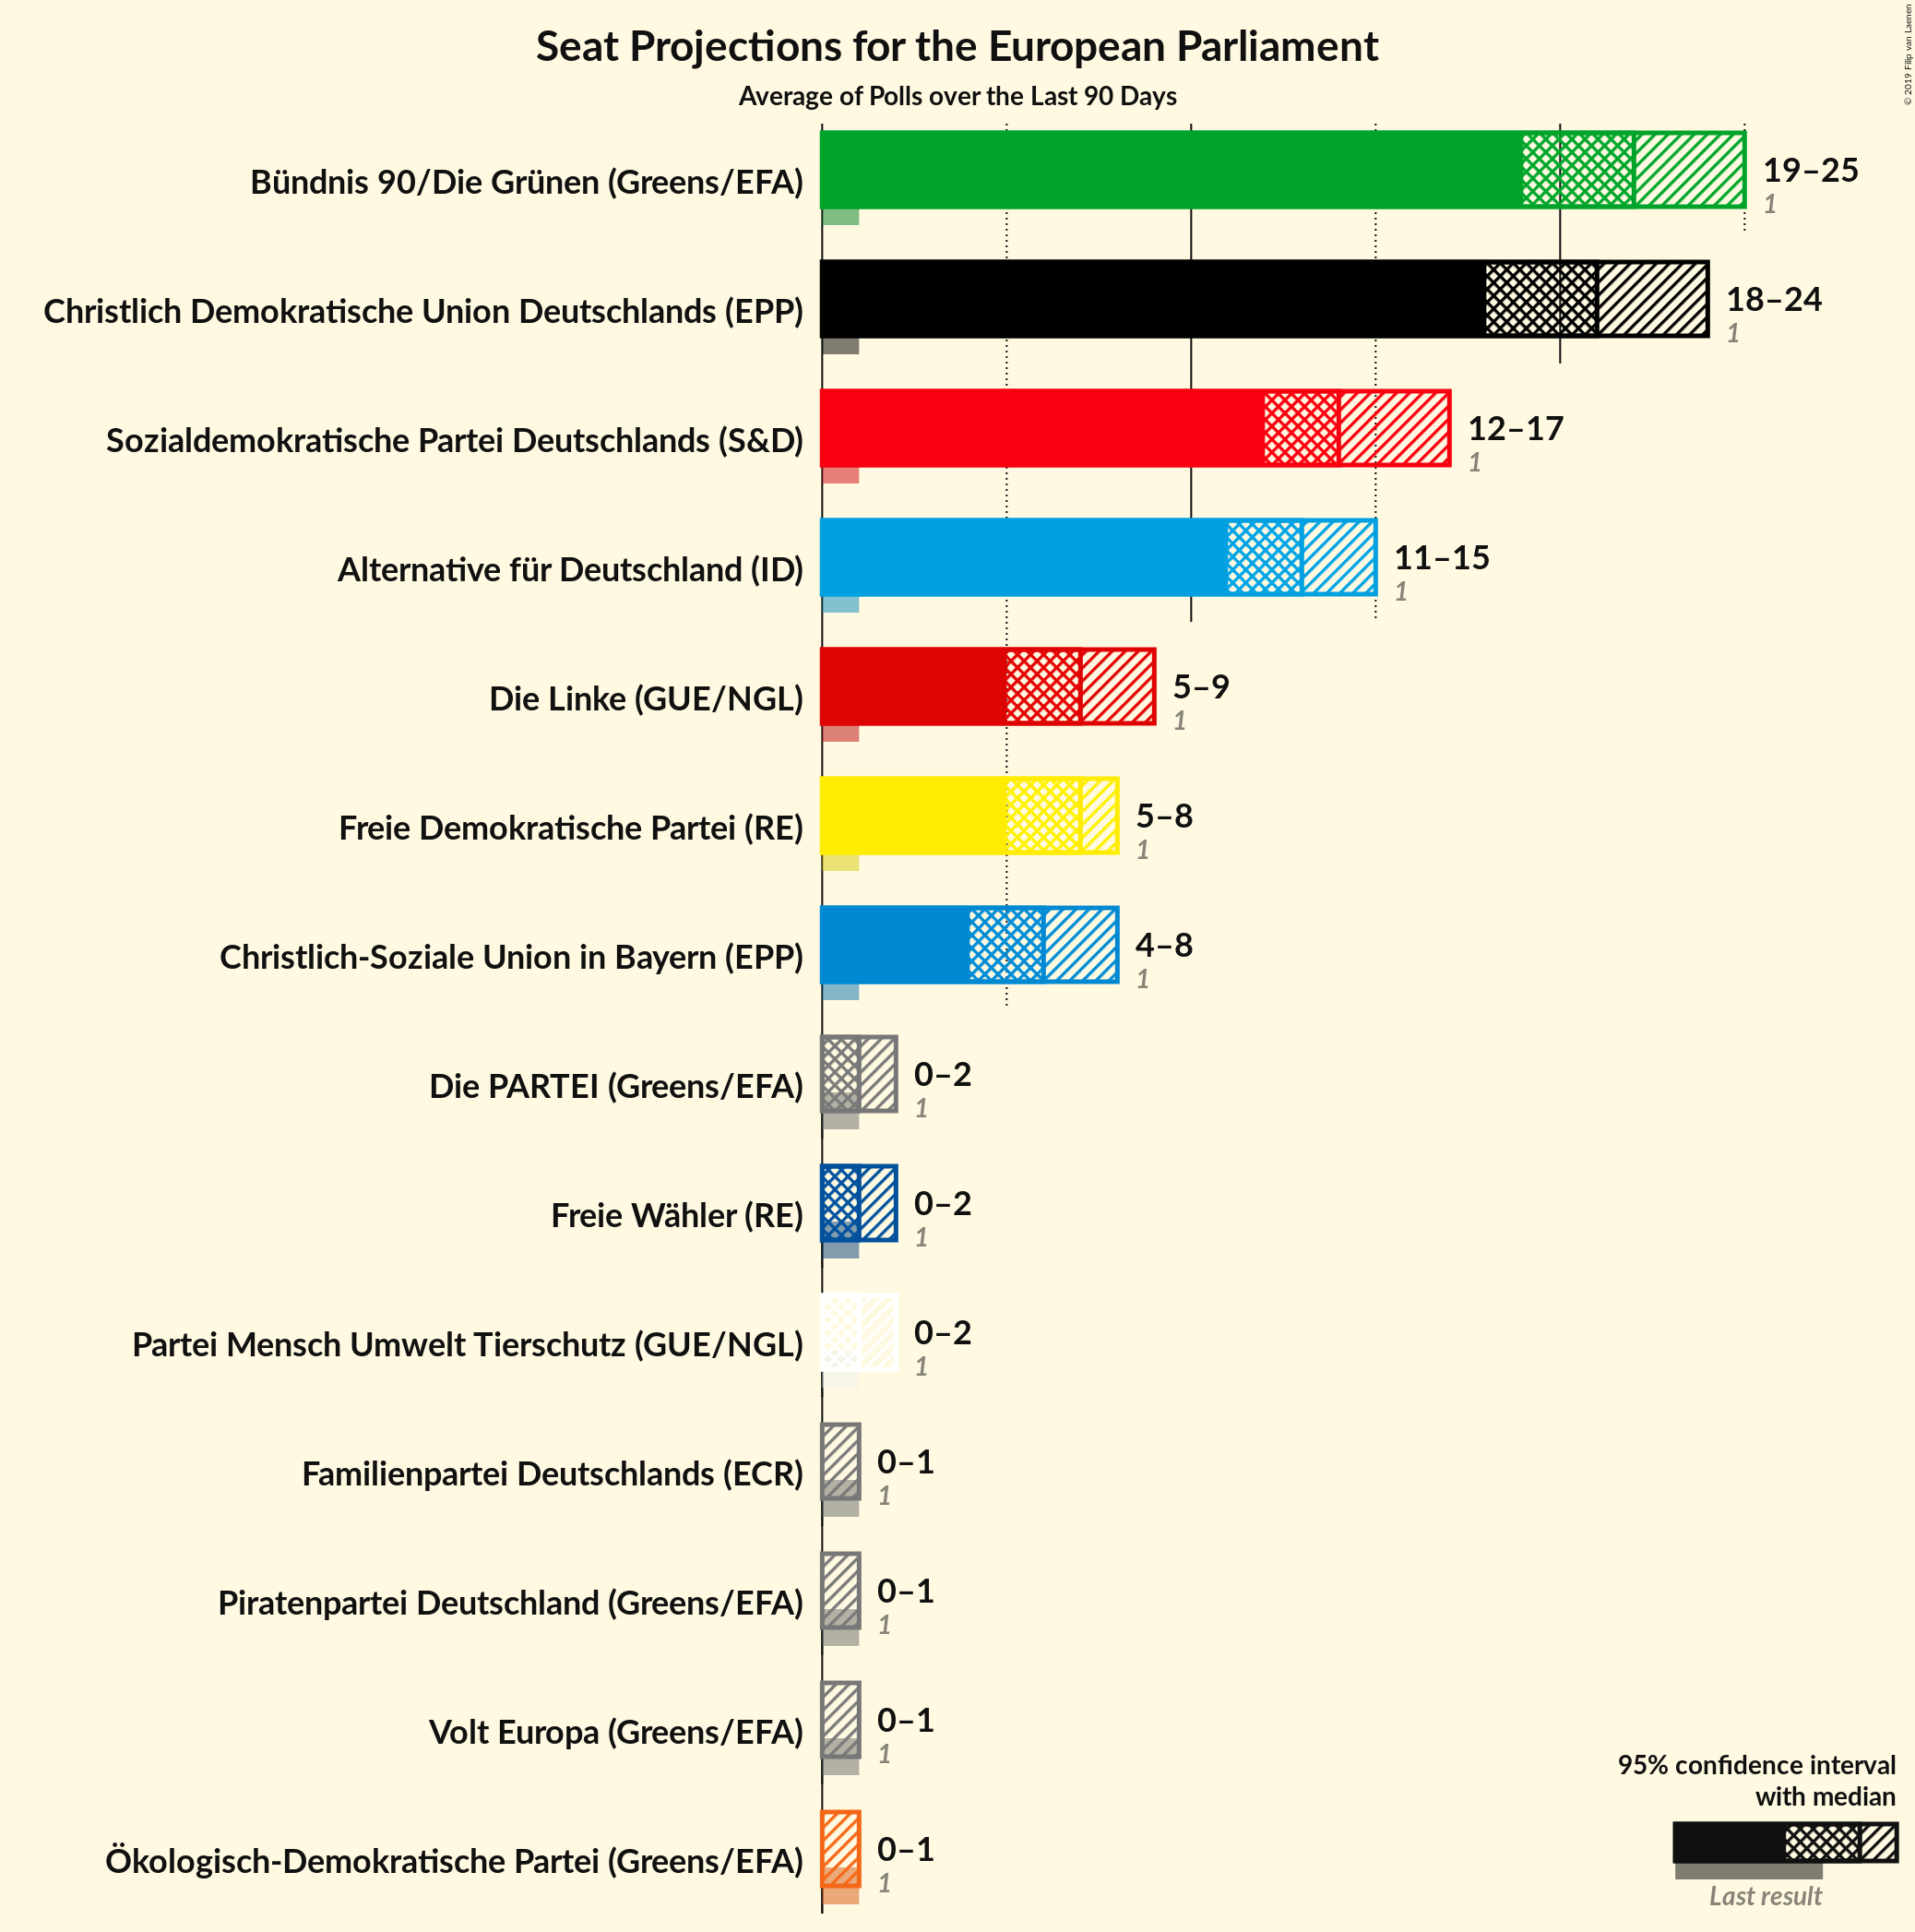 Seat Projections for the European Parliament
Average of Polls over the Last 90 Days
© 2019 Filip van Laenen
Bündnis 90/Die Grünen (Greens/EFA)
19–25
1
Christlich Demokratische Union Deutschlands (EPP)
18–24
1
Sozialdemokratische Partei Deutschlands (S&D)
12–17
1
Alternative für Deutschland (ID)
11–15
1
Die Linke (GUE/NGL)
5–9
1
Freie Demokratische Partei (RE)
5–8
1
Christlich-Soziale Union in Bayern (EPP)
4–8
1
Die PARTEI (Greens/EFA)
0–2
1
Freie Wähler (RE)
0–2
1
Partei Mensch Umwelt Tierschutz (GUE/NGL)
0–2
1
Familienpartei Deutschlands (ECR)
0–1
1
Piratenpartei Deutschland (Greens/EFA)
0–1
1
Volt Europa (Greens/EFA)
0–1
1
Ökologisch-Demokratische Partei (Greens/EFA)
0–1
1
95% confidence interval
with median
Last result